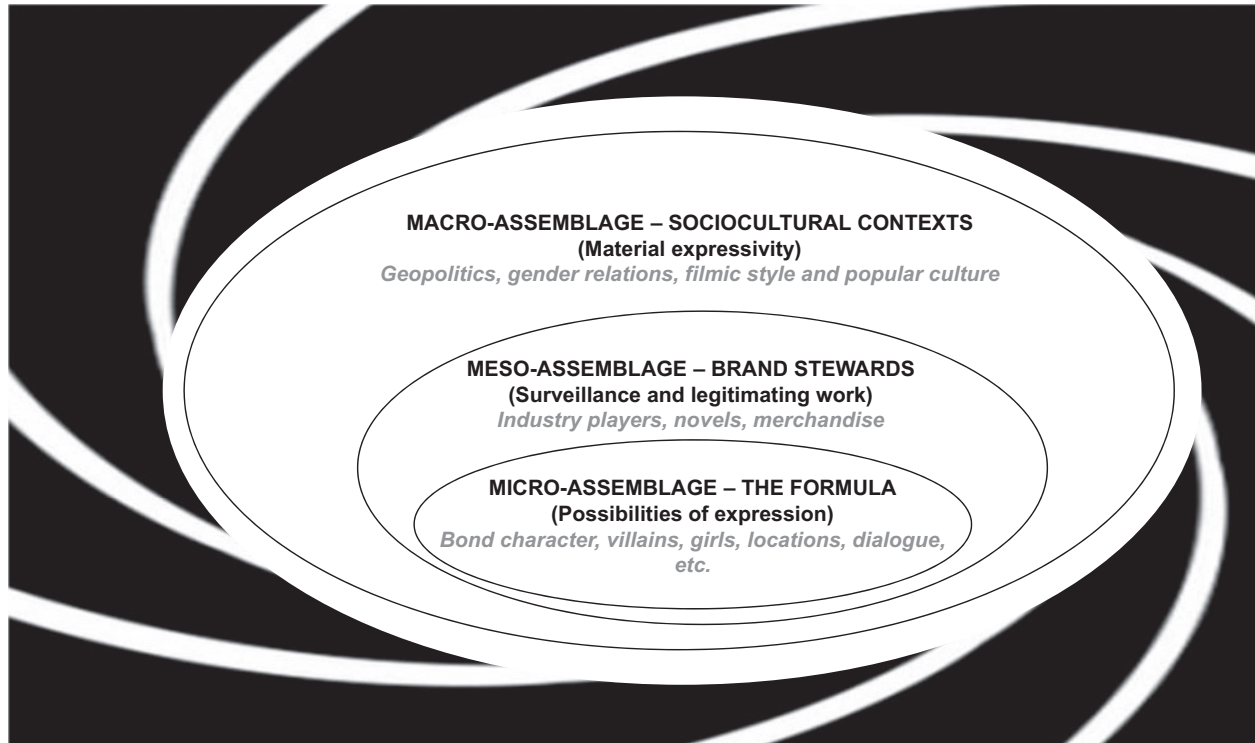 MACRO-ASSEMBLAGE – SOCIOCULTURAL CONTEXTS
(Material expressivity)
Geopolitics, gender relations, filmic style and popular culture
MESO-ASSEMBLAGE – BRAND STEWARDS
(Surveillance and legitimating work)
Industry players, novels, merchandise
MICRO-ASSEMBLAGE – THE FORMULA
(Possibilities of expression)
Bond character, villains, girls, locations, dialogue,
etc.